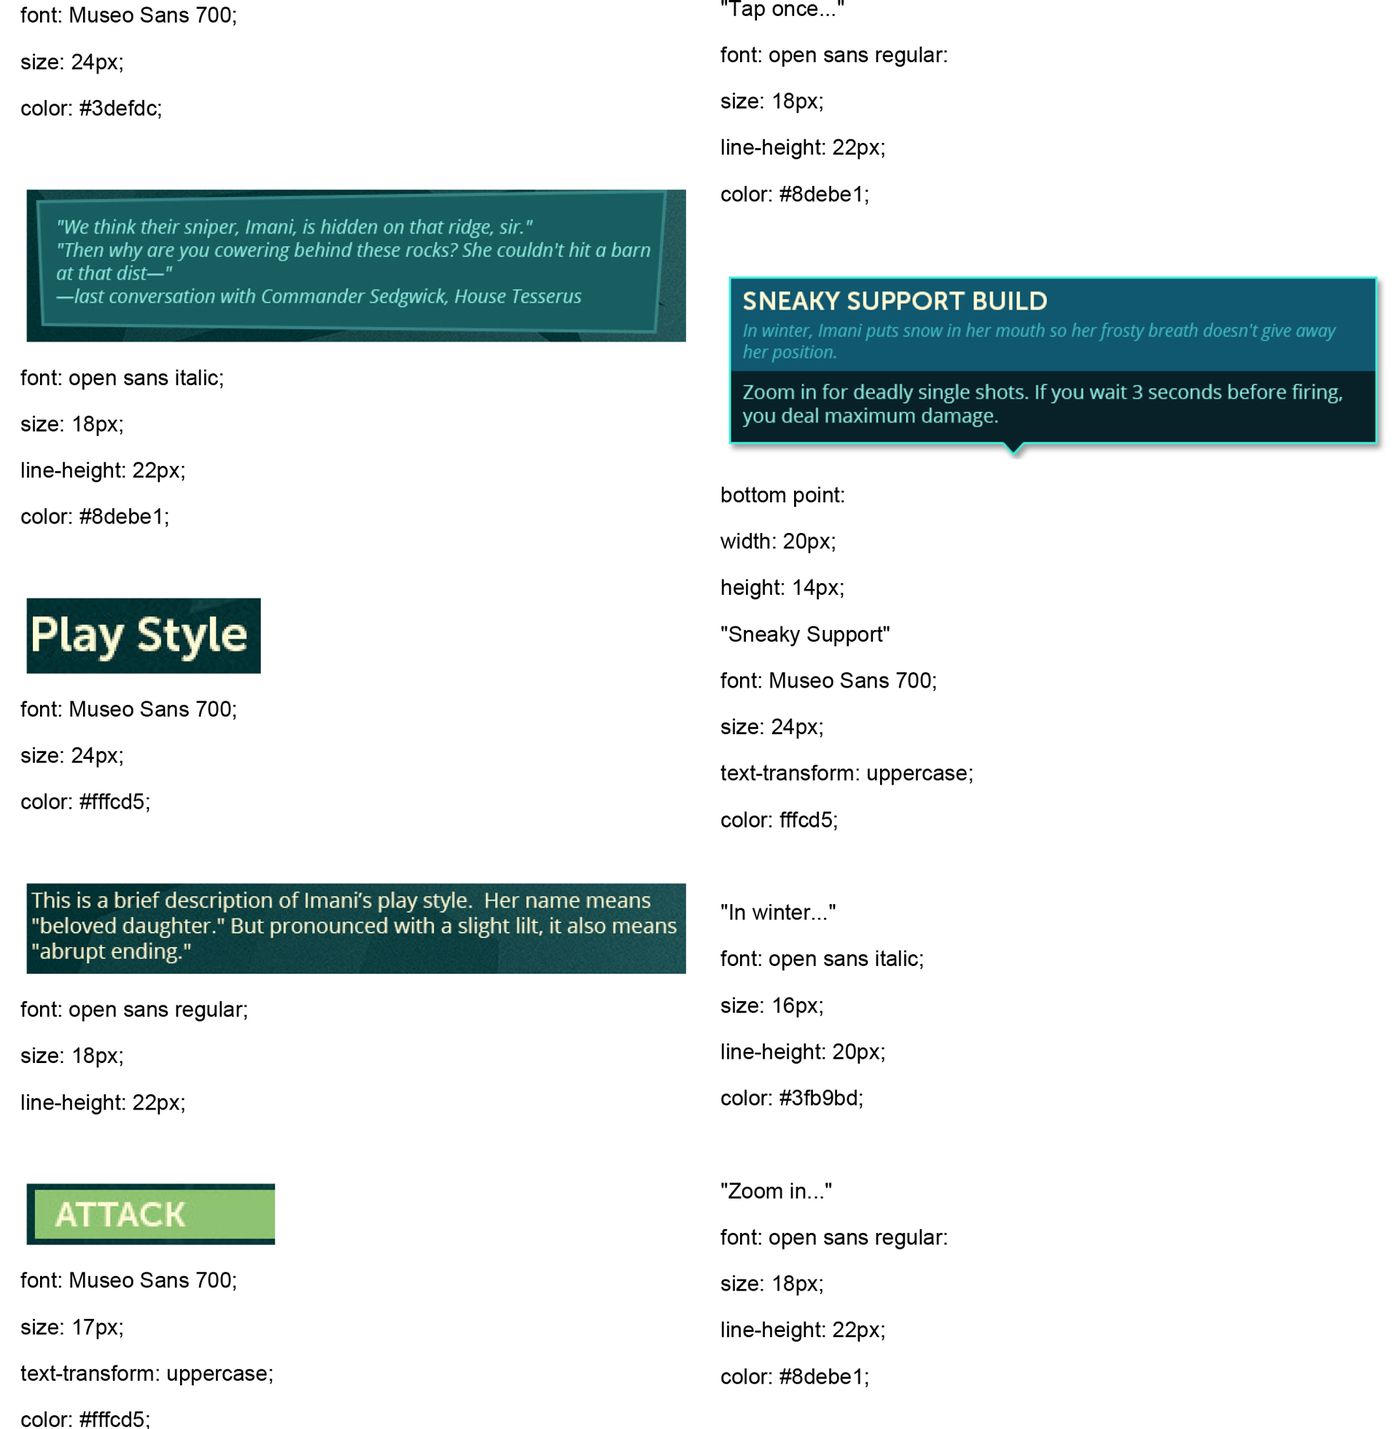 font: Museo Sans 700;
size: 24px;
color: #3defdc;
"We think their sniper, Imani, is hidden on that ridge, sir."
"Then why are you cowering behind these rocks? She couldn't hit a barn
at that dist—"
—last conversation with Commander Sedgwick, House Tesserus
font: open sans italic;
size: 18px;
line-height: 22px;
color: #8debe1;
Play Style
font: Museo Sans 700;
size: 24px;
color: #fffcd5;
This is a brief description of Imani’s play style.  Her name means
"beloved daughter." But pronounced with a slight lilt, it also means
"abrupt ending."
font: open sans regular;
size: 18px;
line-height: 22px;
ATTACK
font: Museo Sans 700;
size: 17px;
text-transform: uppercase;
color: #fffcd5;
"Tap once..."
font: open sans regular:
size: 18px;
line-height: 22px;
color: #8debe1;
SNEAKY SUPPORT BUILD
In winter, Imani puts snow in her mouth so her frosty breath doesn't give away
her position.
Zoom in for deadly single shots. If you wait 3 seconds before firing,
you deal maximum damage.
bottom point:
width: 20px;
height: 14px;
"Sneaky Support"
font: Museo Sans 700;
size: 24px;
text-transform: uppercase;
color: fffcd5;
"In winter..."
font: open sans italic;
size: 16px;
line-height: 20px;
color: #3fb9bd;
"Zoom in..."
font: open sans regular:
size: 18px;
line-height: 22px;
color: #8debe1;